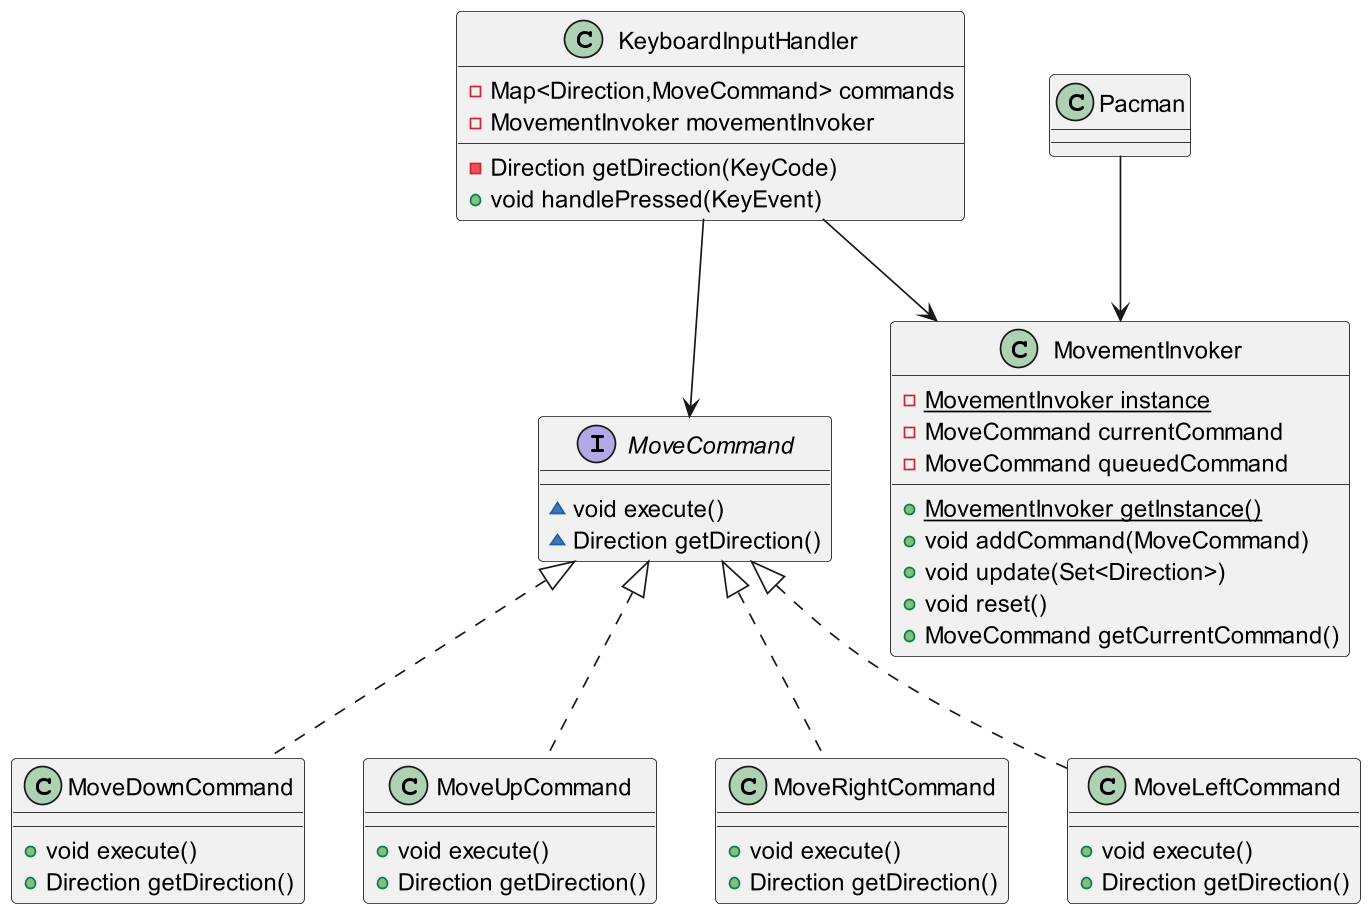 C KeyboardInputHandler
Map<Direction,MoveCommand> commands
MovementInvoker movementInvoker
Direction getDirection(KeyCode)
void handlePressed(KeyEvent)
C Pacman
C MovementInvoker
MovementInvoker instance
MoveCommand currentCommand
MoveCommand queuedCommand
MovementInvoker getInstance()
void addCommand(MoveCommand)
void update(Set<Direction>)
void reset()
MoveCommand getCurrentCommand()
I MoveCommand
void execute()
Direction getDirection()
C MoveDownCommand
void execute()
Direction getDirection()
C MoveUpCommand
void execute()
Direction getDirection()
C MoveRightCommand
void execute()
Direction getDirection()
C MoveLeftCommand
void execute()
Direction getDirection()